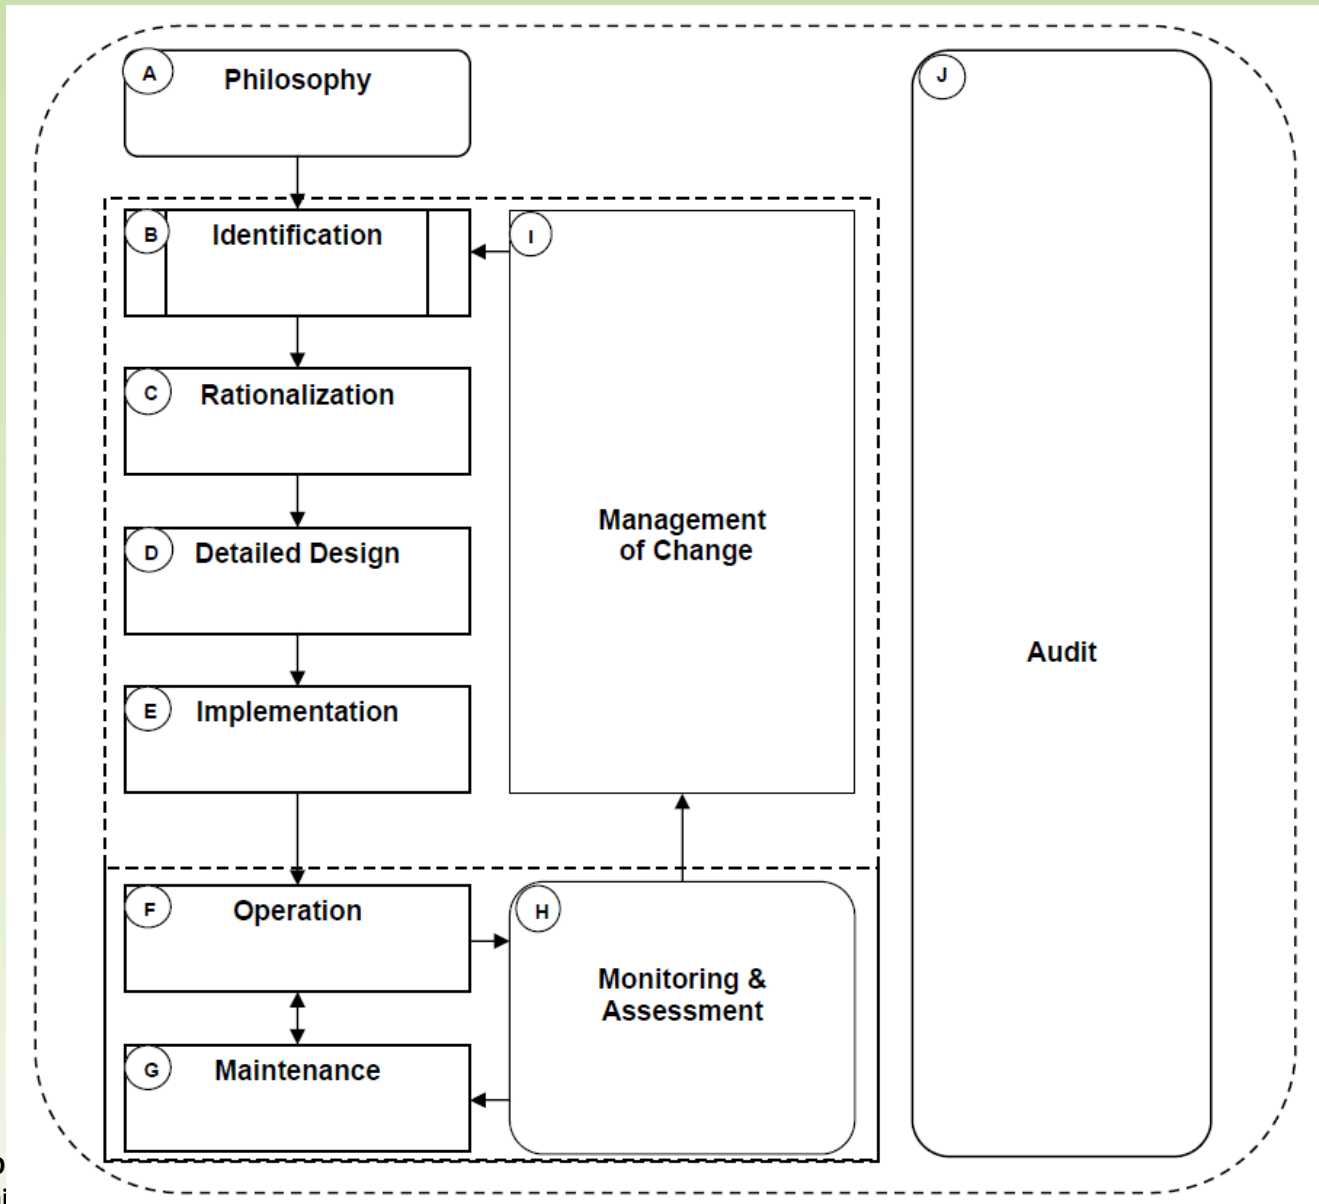 A
Philosophy
B
Identification
C
Rationalization
D
Detailed Design
E
Implementation
F
Operation
G
Maintenance
I
Management
of Change
H
Monitoring &
Assessment
J
Audit